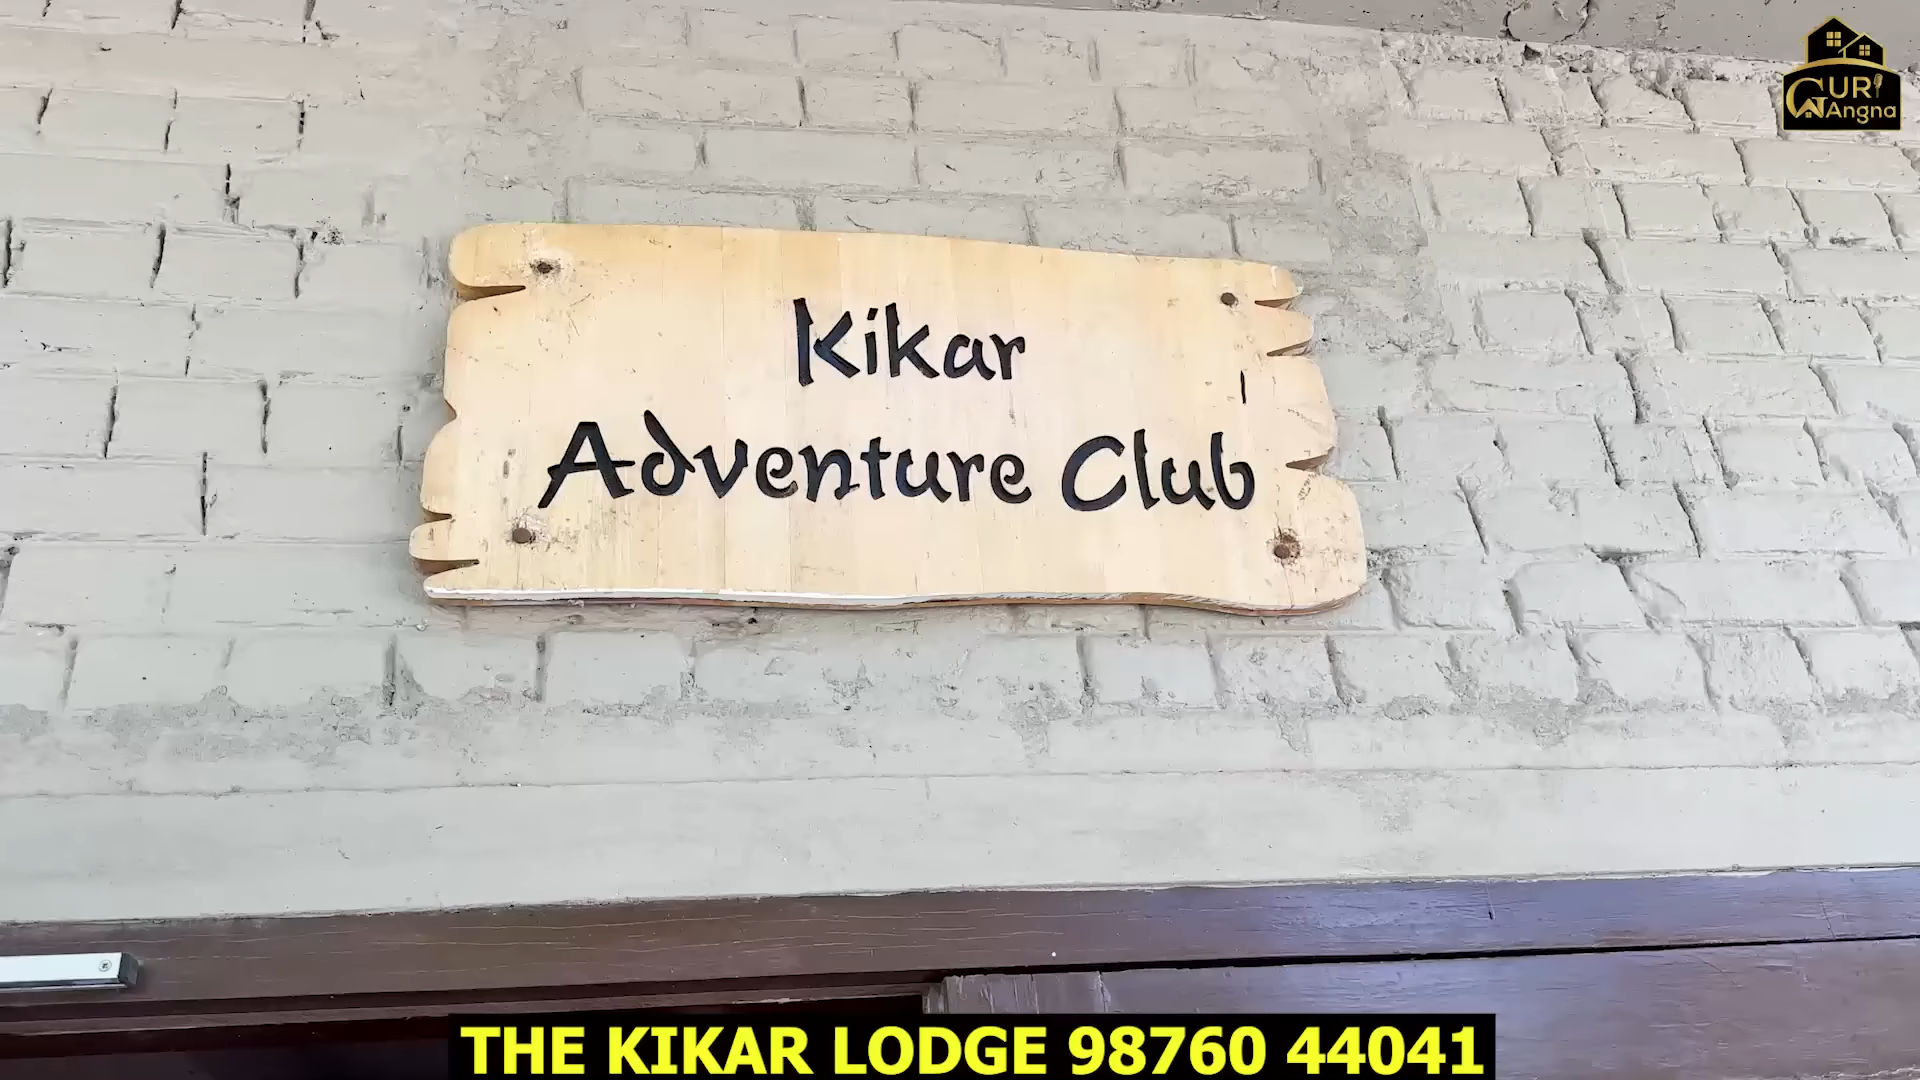 GURI
Angna
Kikar
Adventure Club
THE KIKAR LODGE 98760 44041